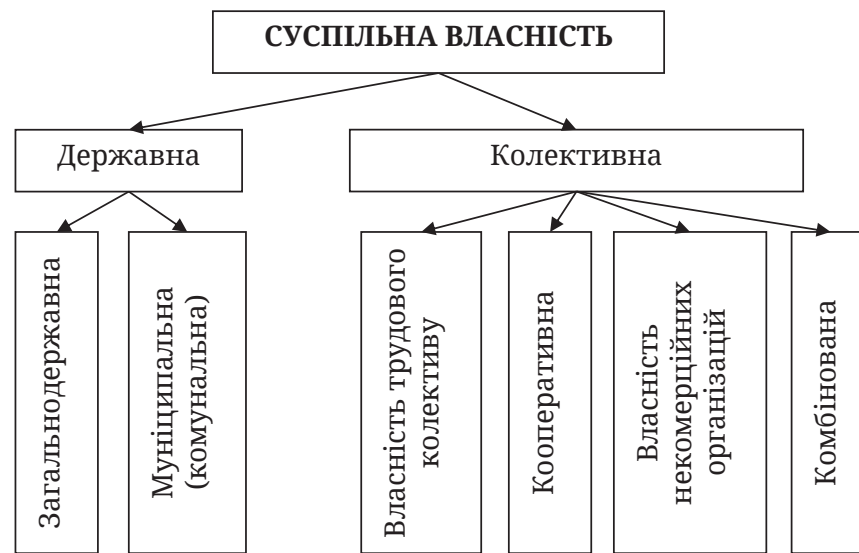 СУСПІЛЬНА ВЛАСНІСТЬ
Державна
Колективна
Загальнодержавна
Муніципальна
(комунальна)
Власність трудового
колективу
Кооперативна
Власність
некомерційних
організацій
Комбінована